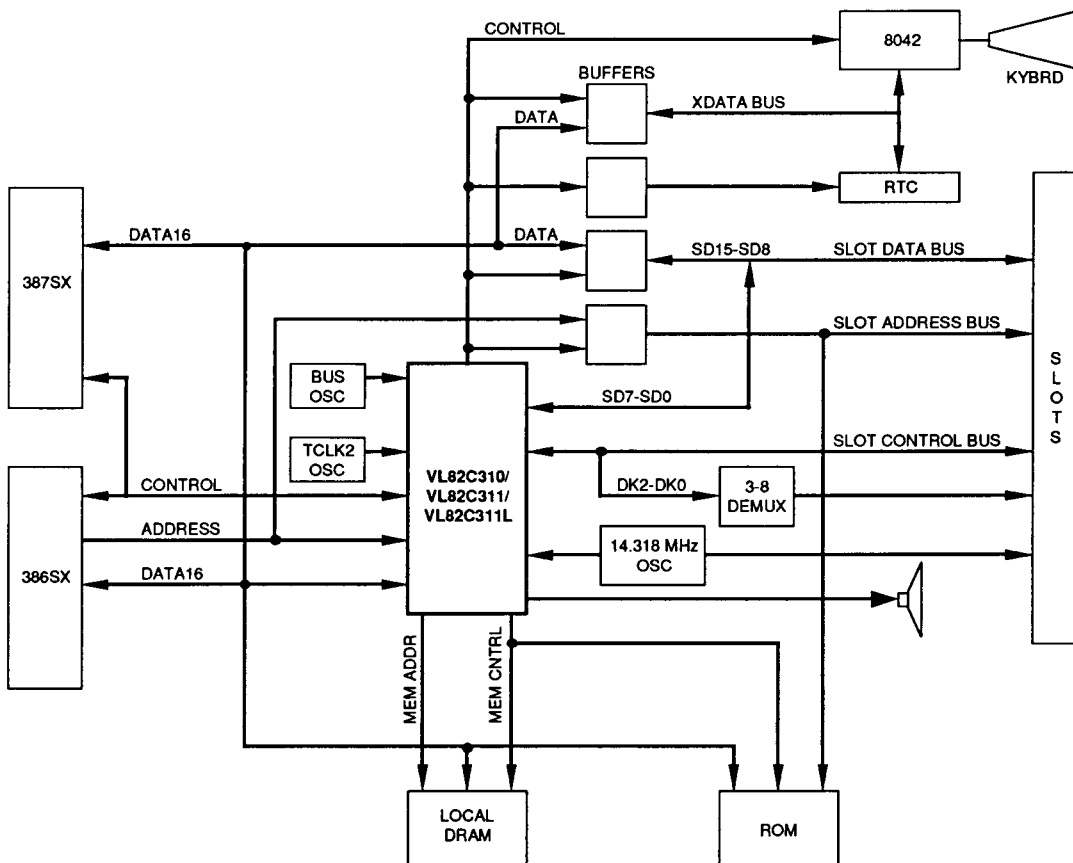 CONTROL
8042
KYBRD
BUFFERS
XDATA BUS
DATA
RTC
387SX
DATA16
DATA
SD15-SD8
SLOT DATA BUS
SLOT ADDRESS BUS
SLOTS
BUS
OSC
SD7-SD0
TCLK2
OSC
VL82C310/
VL82C311/
VL82C311L
SLOT CONTROL BUS
DK2-DK0
3-8
DEMUX
386SX
CONTROL
ADDRESS
DATA16
14.318 MHz
OSC
MEM ADDR
MEM CNTRL
LOCAL
DRAM
ROM